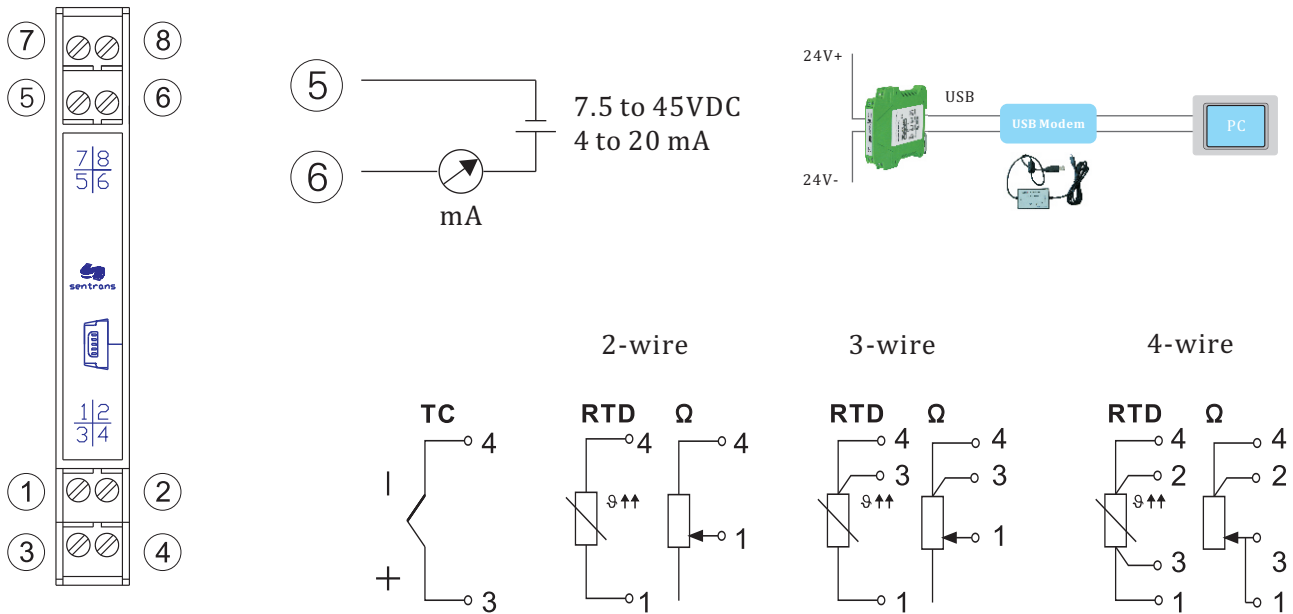 7
8
5
6
7 8
5 6
sentrans
1 2
3 4
1
2
3
4
5
6
7.5 to 45VDC
4 to 20 mA
mA
24V+
24V-
USB
USB Modem
PC
2-wire
3-wire
4-wire
TC
4
−
+
3
RTD Ω
4 4
ϑ↑↑
1
1
RTD Ω
4 4
3 3
ϑ↑↑
1
1
RTD Ω
4 4
2 2
ϑ↑↑
3 3
1 1